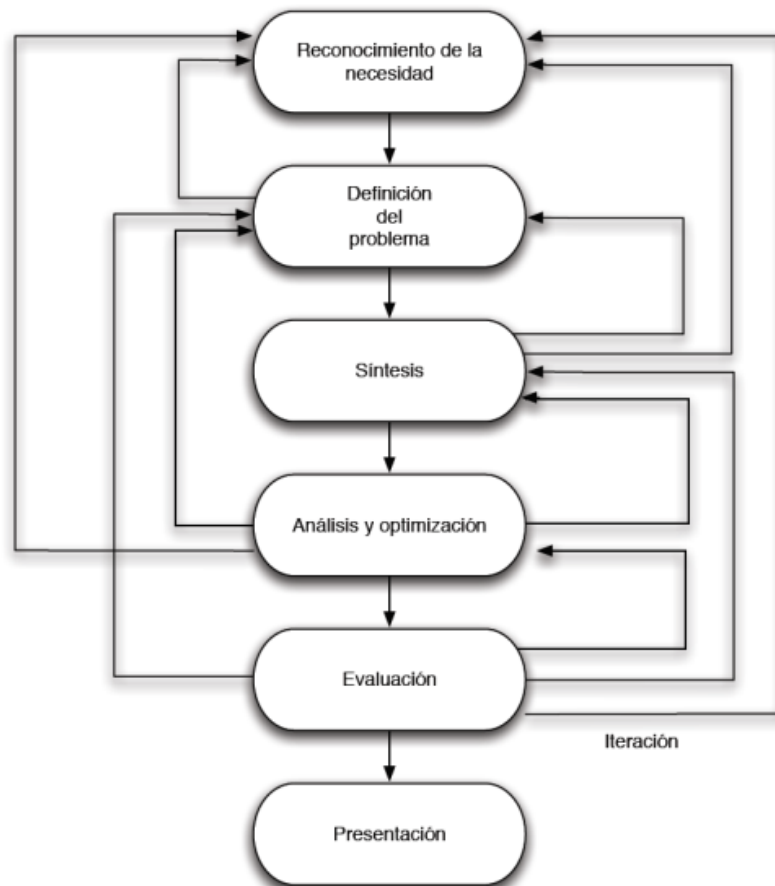 Reconocimiento de la
necesidad
Definición
del
problema
Síntesis
Análisis y optimización
Evaluación
Iteración
Presentación